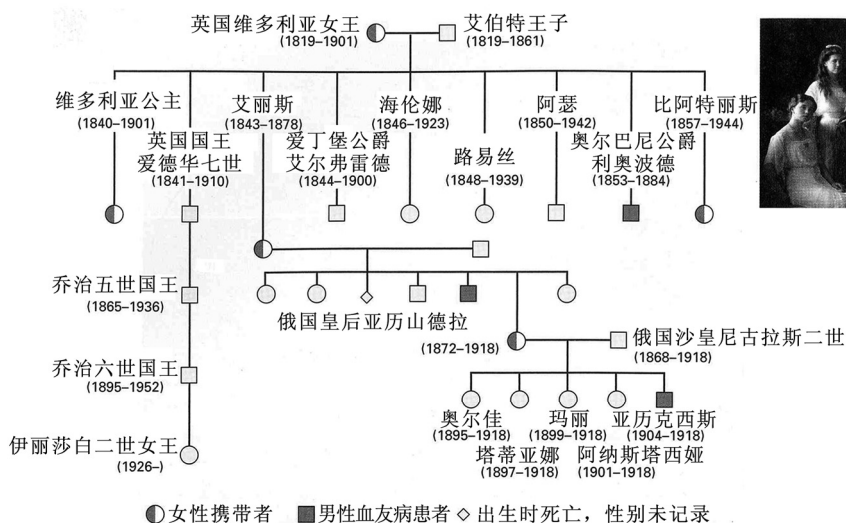 英国维多利亚女王
(1819–1901)
艾伯特王子
(1819–1861)
维多利亚公主
(1840–1901)
英国国王
爱德华七世
(1841–1910)
艾丽斯
(1843–1878)
爱丁堡公爵
艾尔弗雷德
(1844–1900)
海伦娜
(1846–1923)
路易丝
(1848–1939)
阿瑟
(1850–1942)
奥尔巴尼公爵
利奥波德
(1853–1884)
比阿特丽斯
(1857–1944)
乔治五世国王
(1865–1936)
俄国皇后亚历山德拉
(1872–1918)
俄国沙皇尼古拉斯二世
(1868–1918)
乔治六世国王
(1895–1952)
奥尔佳
(1895–1918)
塔蒂亚娜
(1897–1918)
玛丽
(1899–1918)
阿纳斯塔西娅
(1901–1918)
亚历克西斯
(1904–1918)
伊丽莎白二世女王
(1926–)
女性携带者
男性血友病患者
出生时死亡，性别未记录